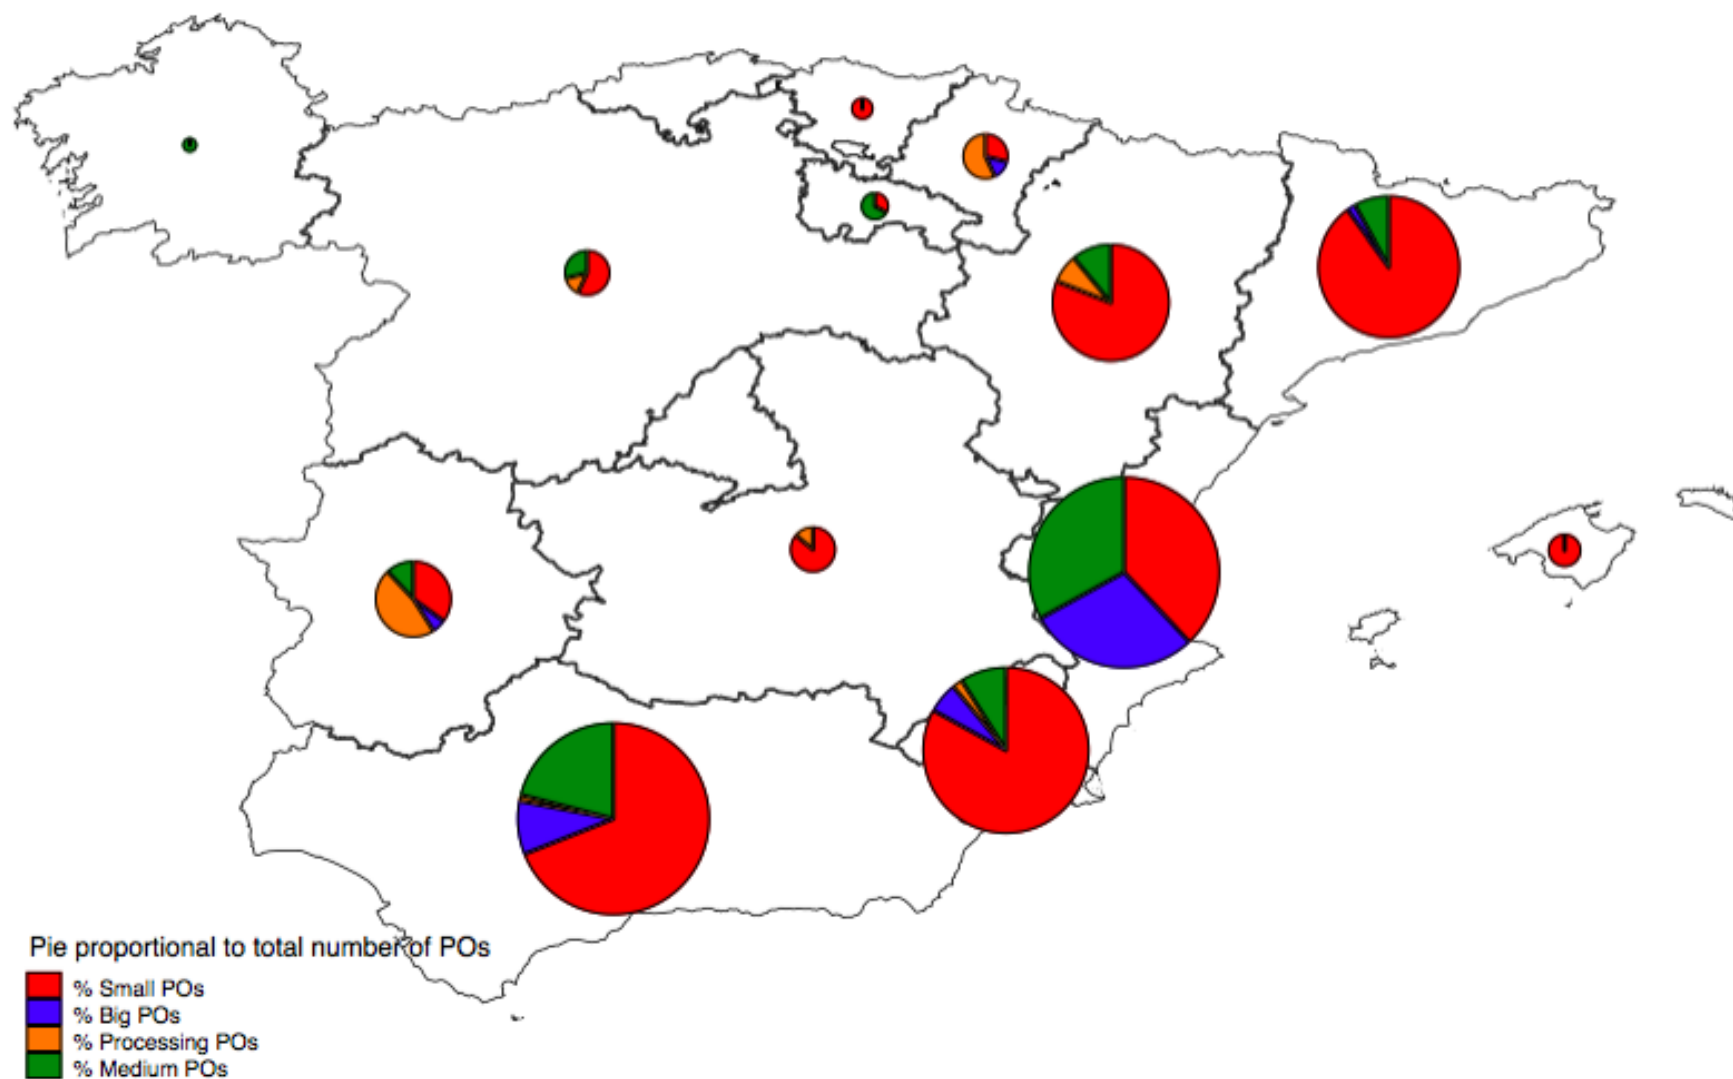 Pie proportional to total number of POs
% Small POs
% Big POs
% Processing POs
% Medium POs